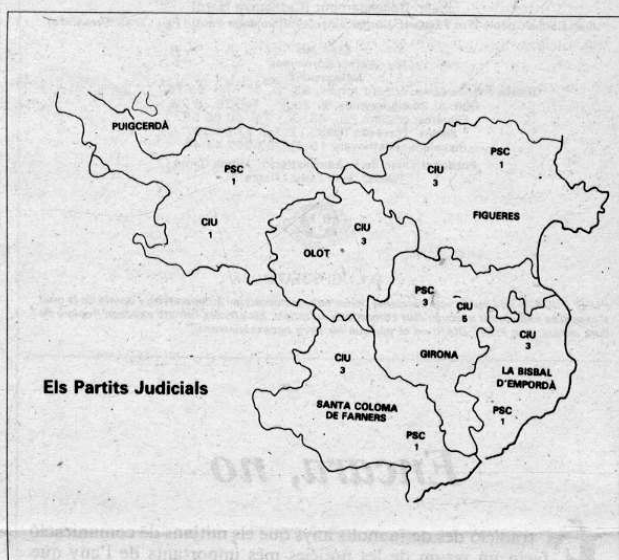 PUIGCERDÀ
PSC
1
CIU
1
PSC
1
CIU
3
FIGUERES
CIU
3
OLOT
PSC
3
CIU
5
GIRONA
CIU
3
LA BISBAL
D'EMPORDÀ
PSC
1
CIU
3
SANTA COLOMA
DE FARNERS
PSC
1
Els Partits Judicials